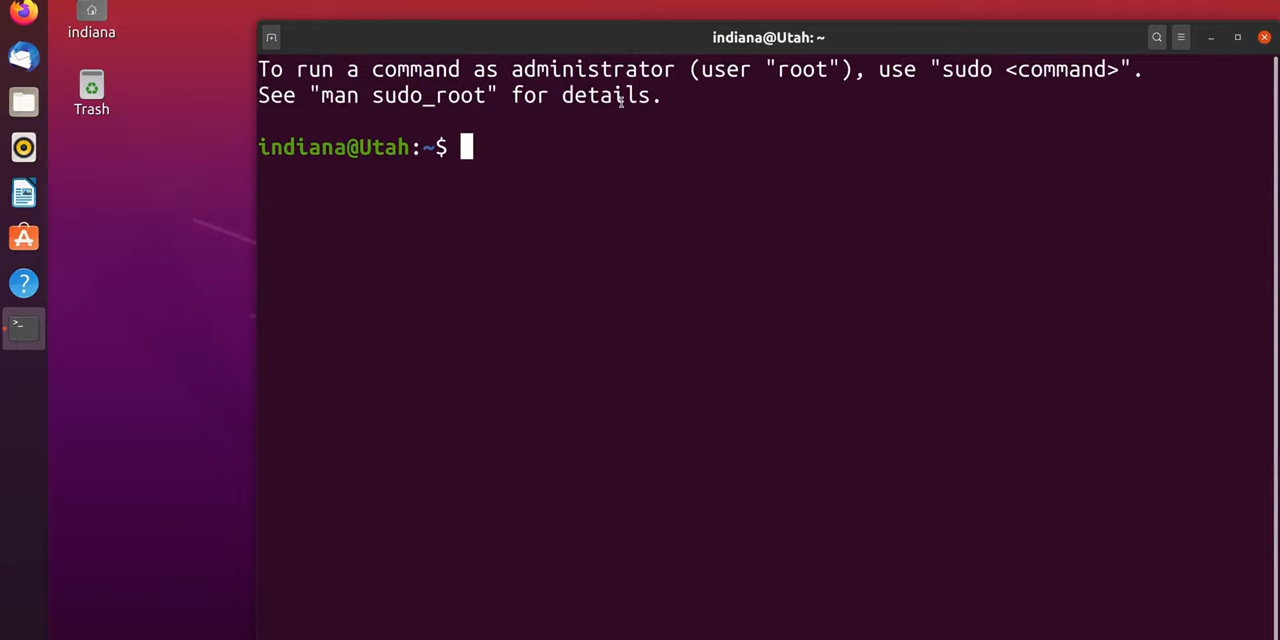 indiana
Trash
indiana@Utah: ~
To run a command as administrator (user "root"), use "sudo <command>".
See "man sudo_root" for details.
indiana@Utah:~$